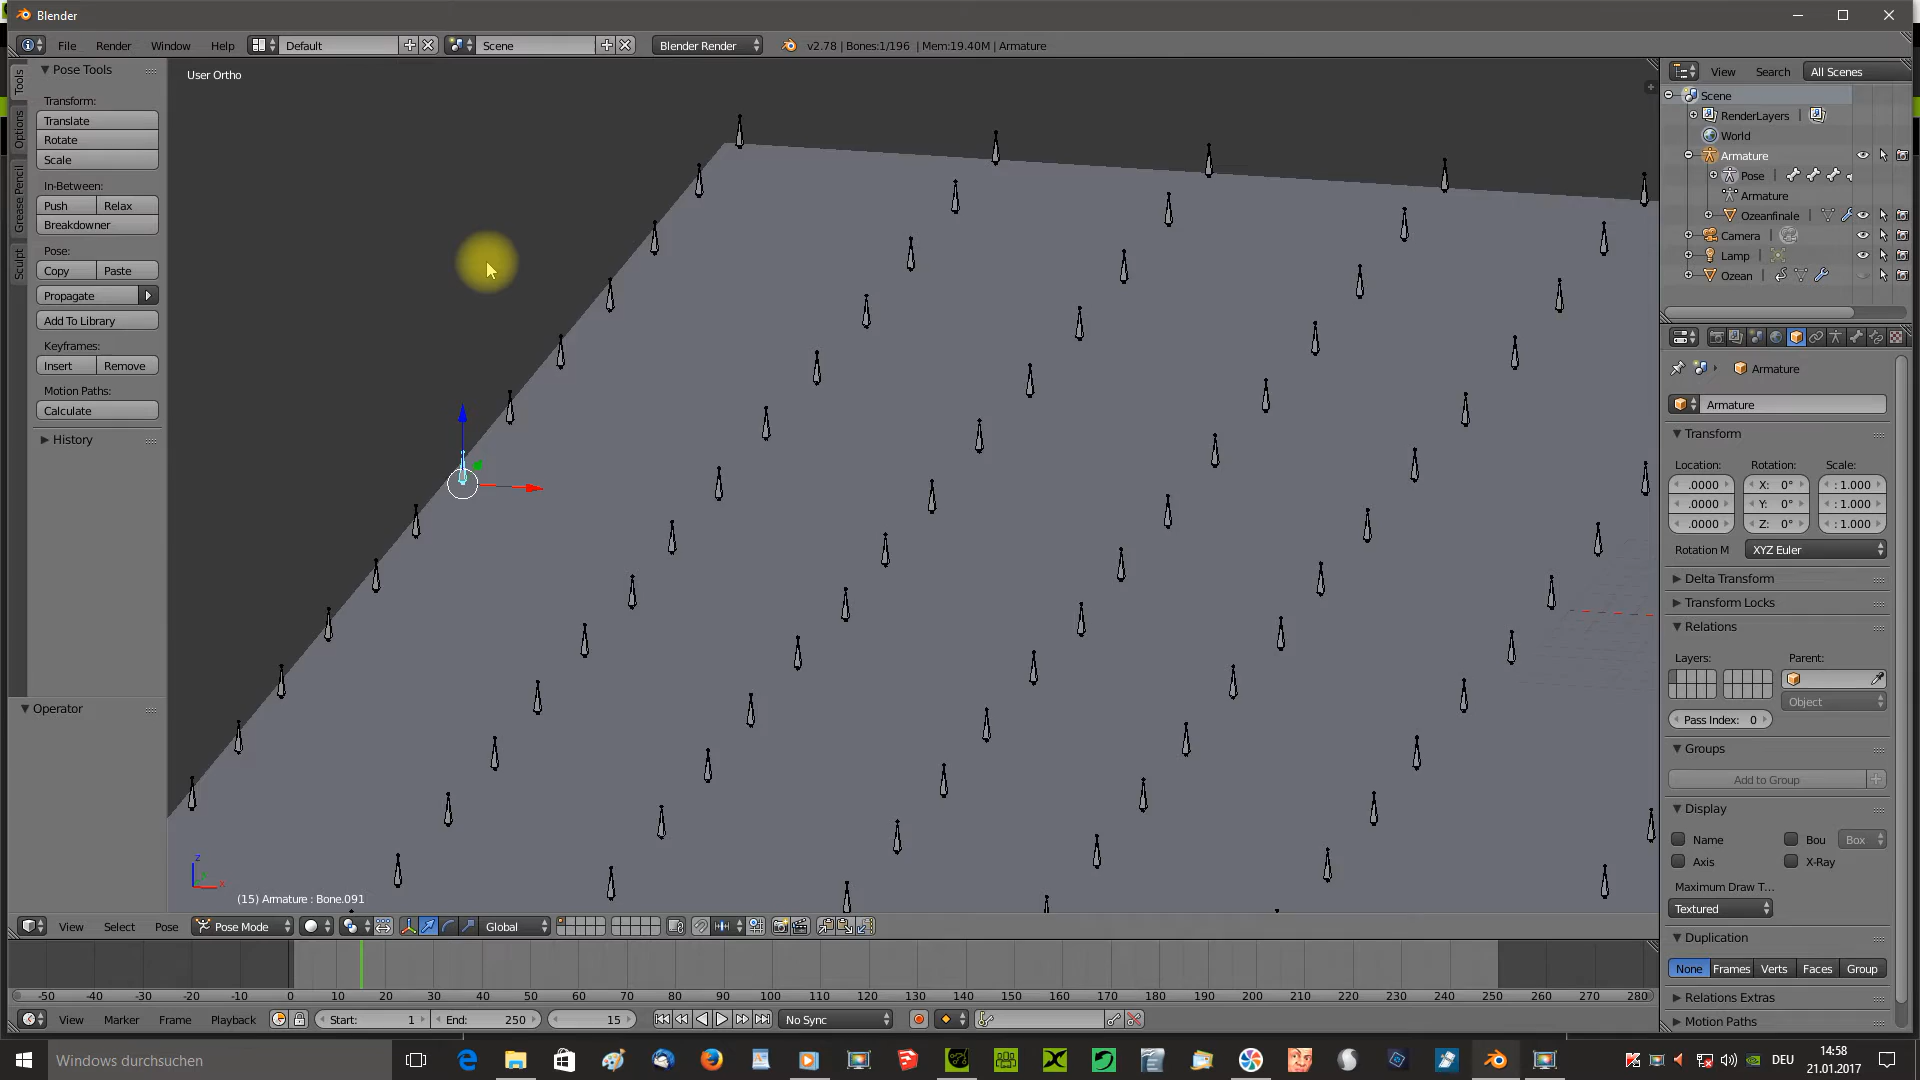 Blender
File Render Window Help Default Scene Blender Render v2.78 | Bones:1/196 | Mem:19.40M | Armature
Tools
Options
Grease Pencil
Sculpt
Pose Tools
Transform:
Translate
Rotate
Scale
In-Between:
Push Relax
Breakdowner
Pose:
Copy Paste
Propagate
Add To Library
Keyframes:
Insert Remove
Motion Paths:
Calculate
History
Operator
User Ortho
z
x
(15) Armature : Bone.091
View Select Pose Pose Mode Global
-50 -40 -30 -20 -10 0 10 20 30 40 50 60 70 80 90 100 110 120 130 140 150 160 170 180 190 200 210 220 230 240 250 260 270 280
View Marker Frame Playback Start: 1 End: 250 15 No Sync
View Search All Scenes
Scene
RenderLayers |
World
Armature
Pose |
Armature
Ozeanfinale |
Camera |
Lamp |
Ozean |
Armature
Armature
Transform
Location: Rotation: Scale:
.0000 X: 0° : 1.000
.0000 Y: 0° : 1.000
.0000 Z: 0° : 1.000
Rotation M XYZ Euler
Delta Transform
Transform Locks
Relations
Layers: Parent:
Object
Pass Index: 0
Groups
Add to Group
Display
Name Bou Box
Axis X-Ray
Maximum Draw T...
Textured
Duplication
None Frames Verts Faces Group
Relations Extras
Motion Paths
Windows durchsuchen
DEU
14:58
21.01.2017